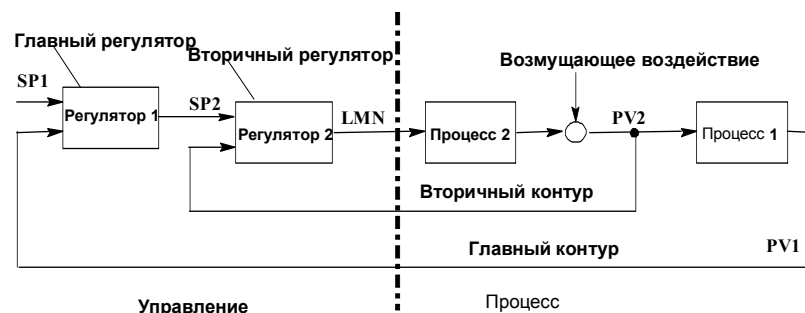 Главный регулятор
Вторичный регулятор
Возмущающее воздействие
SP1
SP2
LMN
PV2
Регулятор 1
Регулятор 2
Процесс 2
Процесс 1
Вторичный контур
Главный контур
PV1
Управление
Процесс